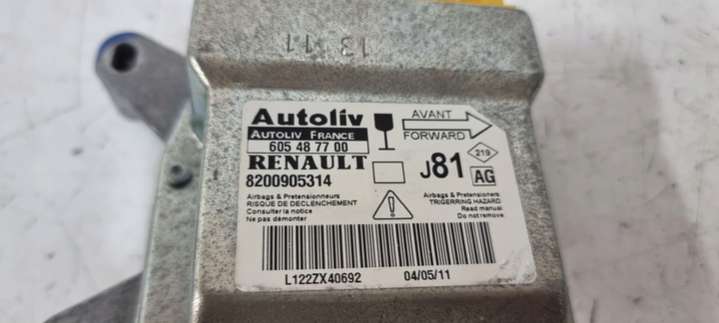 13 11
Autoliv
AUTOLIV FRANCE
605 48 77 00
RENAULT
8200905314
AVANT
FORWARD
J81
219
AG
Airbags & Pretensionneurs
RISQUE DE DECLENCHEMENT
Consulter la notice
Ne pas démonter
Airbags & Pretensioners
TRIGERRING HAZARD
Read manual
Do not remove
L122ZX40692
04/05/11